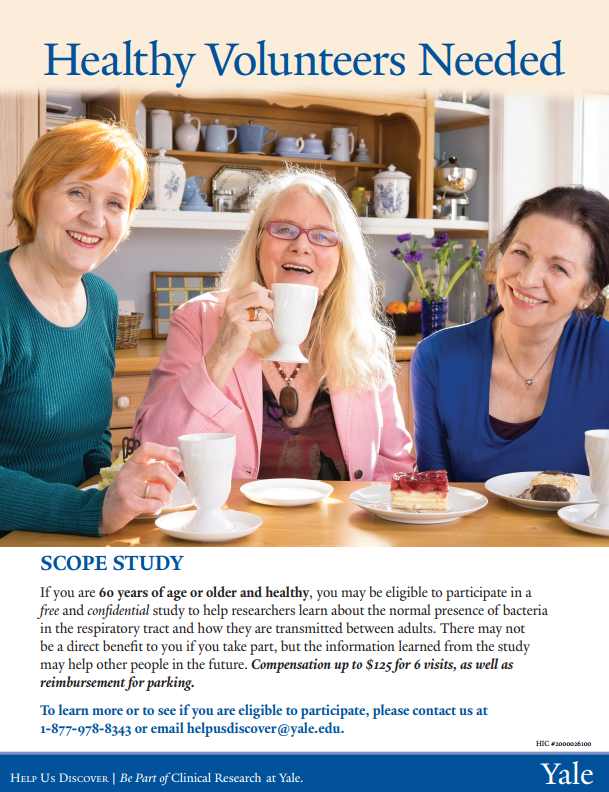 Healthy Volunteers Needed
SCOPE STUDY
If you are 60 years of age or older and healthy, you may be eligible to participate in a
free and confidential study to help researchers learn about the normal presence of bacteria
in the respiratory tract and how they are transmitted between adults. There may not
be a direct benefit to you if you take part, but the information learned from the study
may help other people in the future. Compensation up to $125 for 6 visits, as well as
reimbursement for parking.
To learn more or to see if you are eligible to participate, please contact us at
1-877-978-8343 or email helpusdiscover@yale.edu.
HIC #2000026100
Help Us Discover | Be Part of Clinical Research at Yale.
Yale